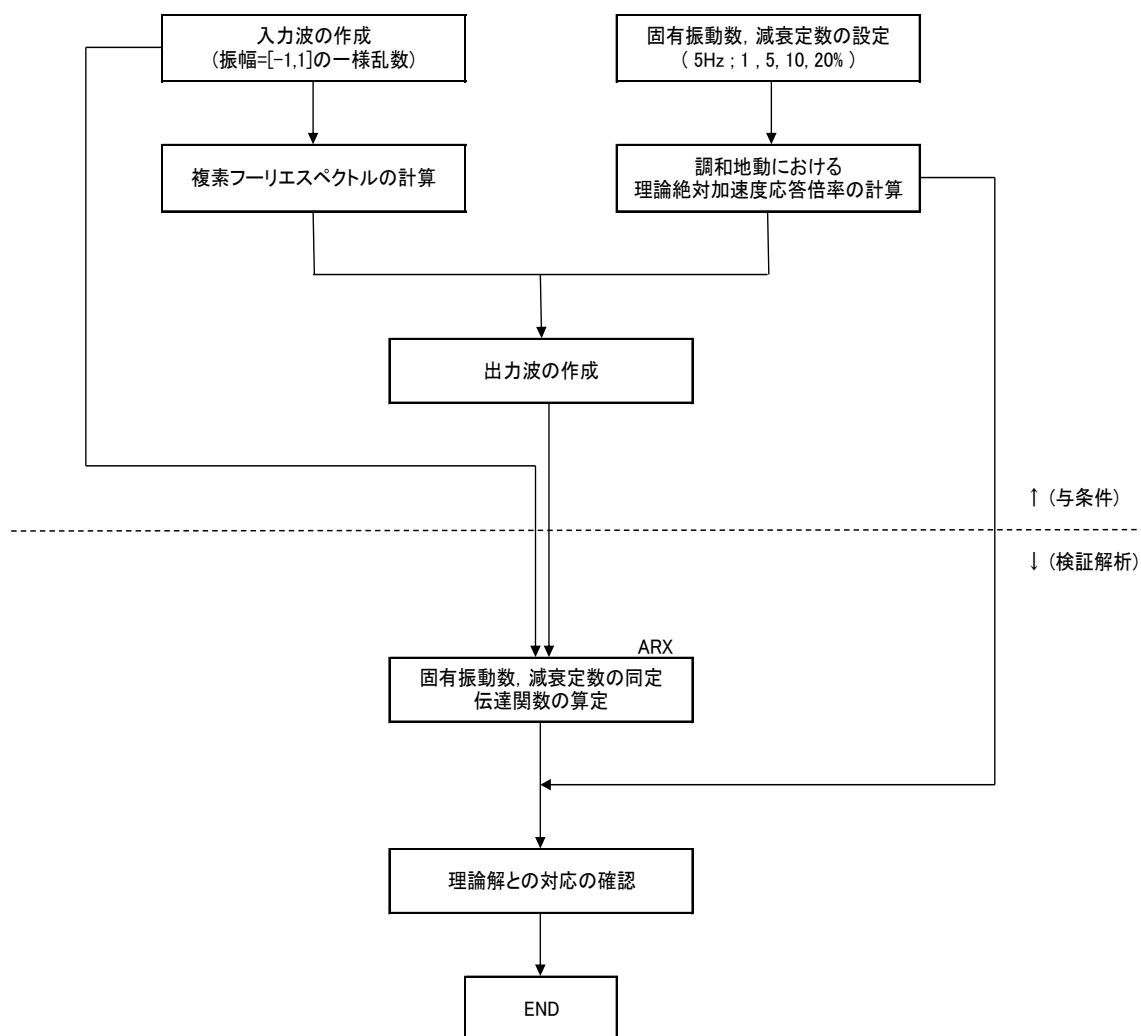 入力波の作成
(振幅=[-1,1]の一様乱数)
固有振動数, 減衰定数の設定
( 5Hz ; 1 , 5, 10, 20% )
複素フーリエスペクトルの計算
調和地動における
理論絶対加速度応答倍率の計算
出力波の作成
↑ (与条件)
↓ (検証解析)
ARX
固有振動数, 減衰定数の同定
伝達関数の算定
理論解との対応の確認
END